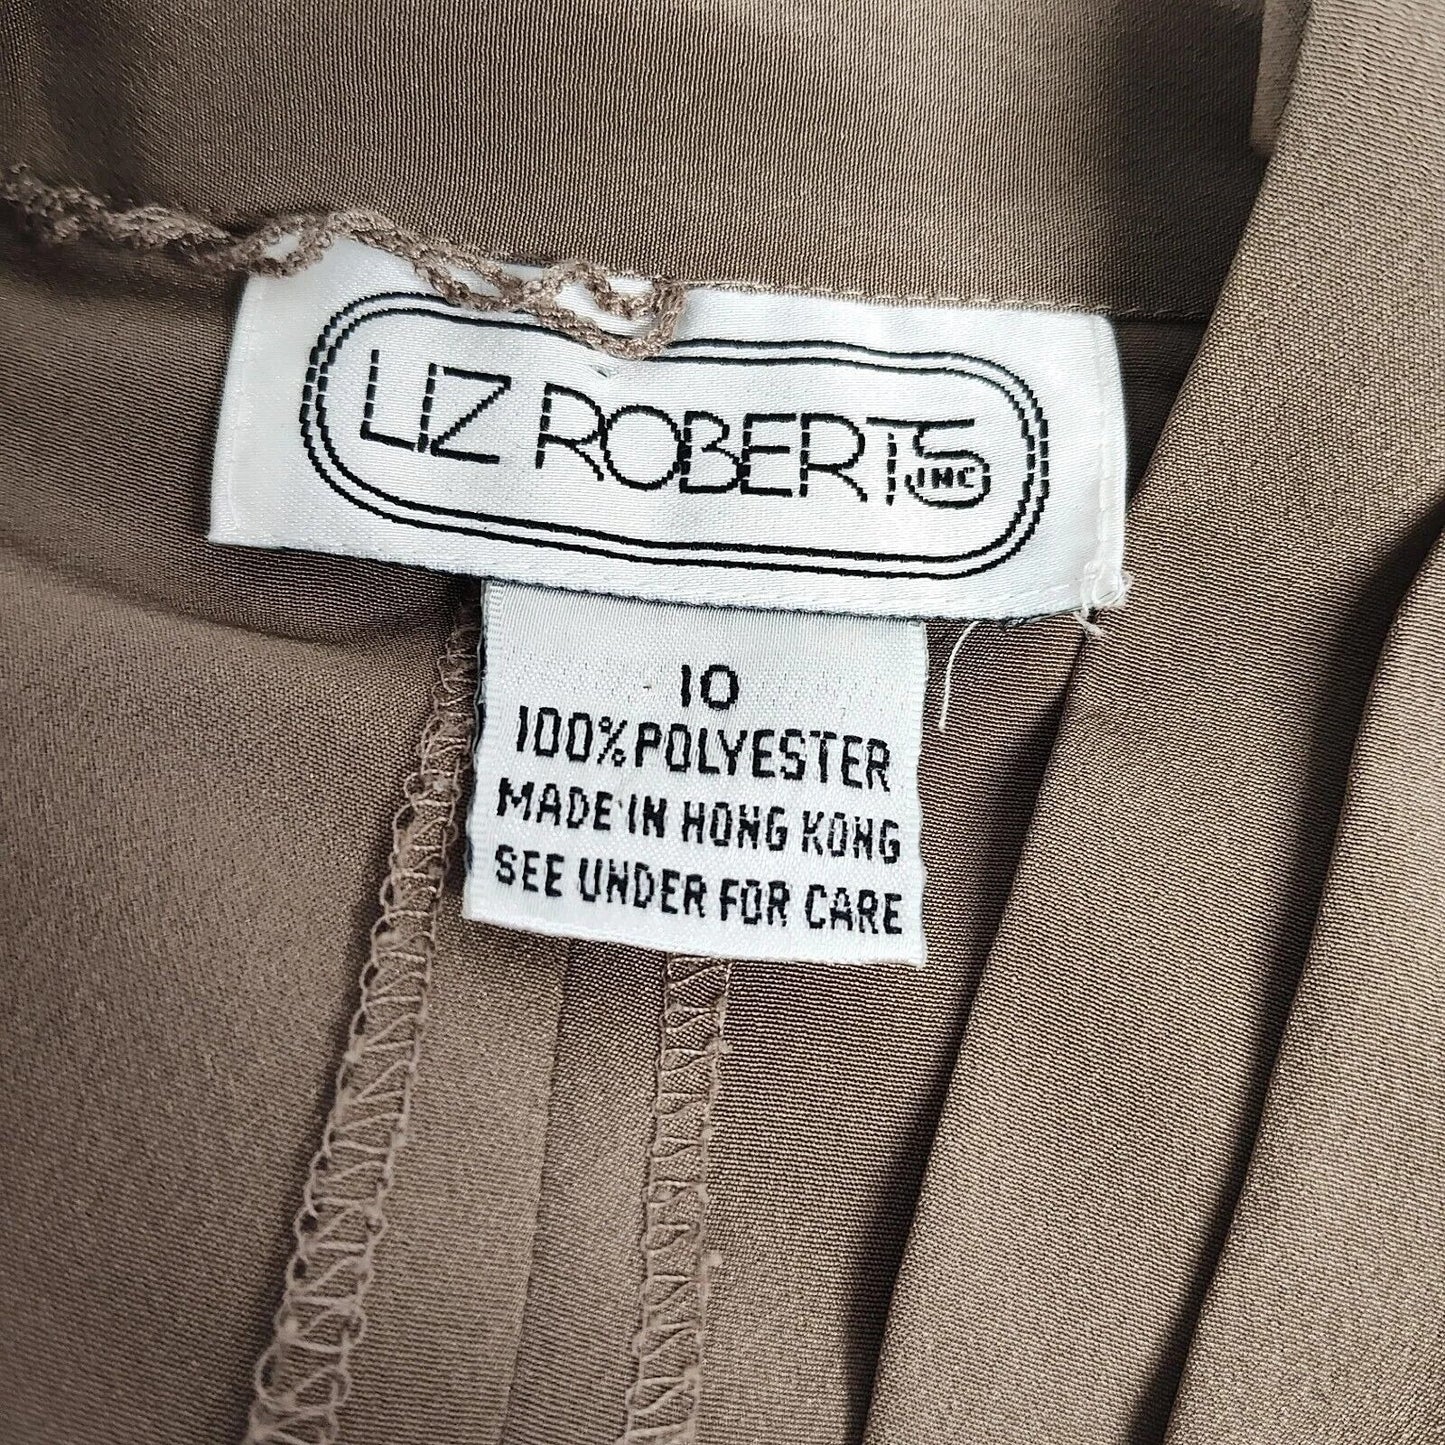 LIZ ROBERTS INC
10
100% POLYESTER
MADE IN HONG KONG
SEE UNDER FOR CARE